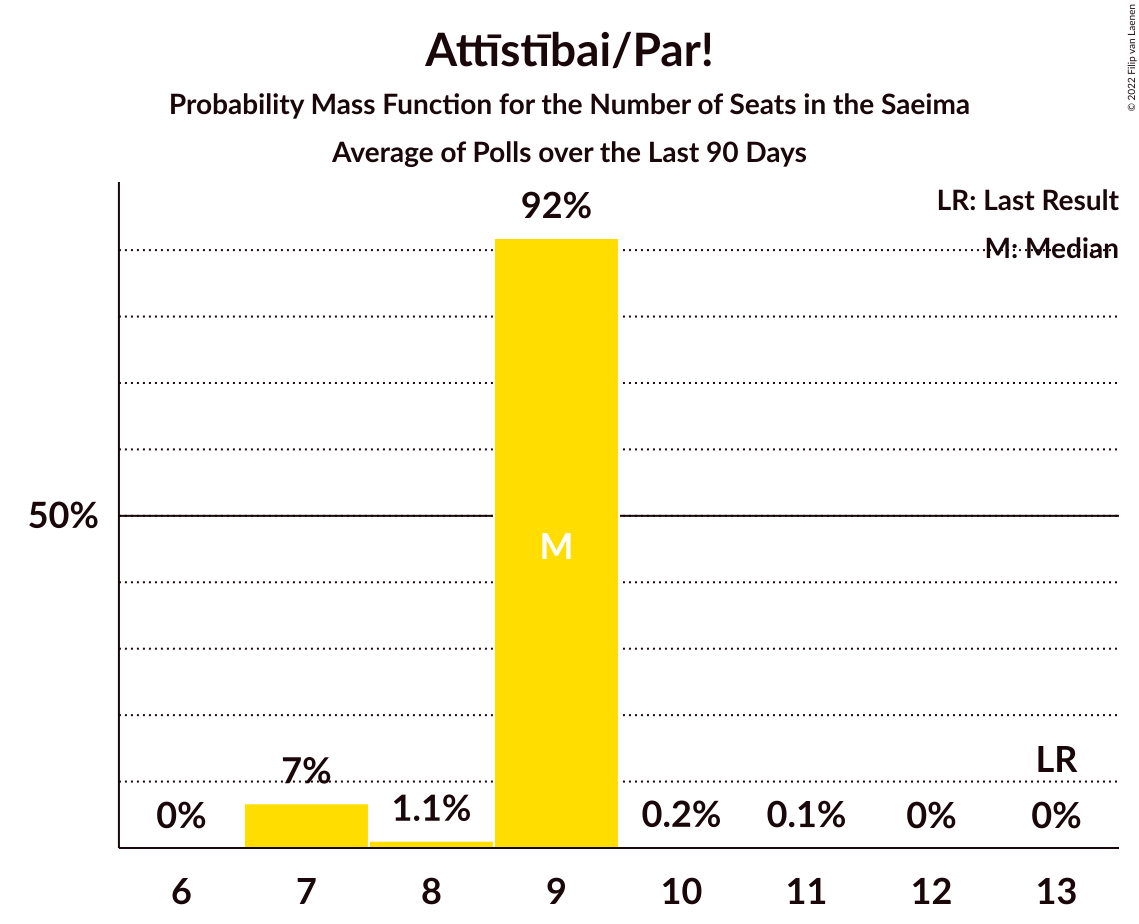 Attīstībai/Par!
Probability Mass Function for the Number of Seats in the Saeima
Average of Polls over the Last 90 Days
© 2022 Filip van Laenen
LR: Last Result
M: Median
92%
50%
M
7%
LR
0%
1.1%
0.2%
0.1%
0%
0%
6 7 8 9 10 11 12 13